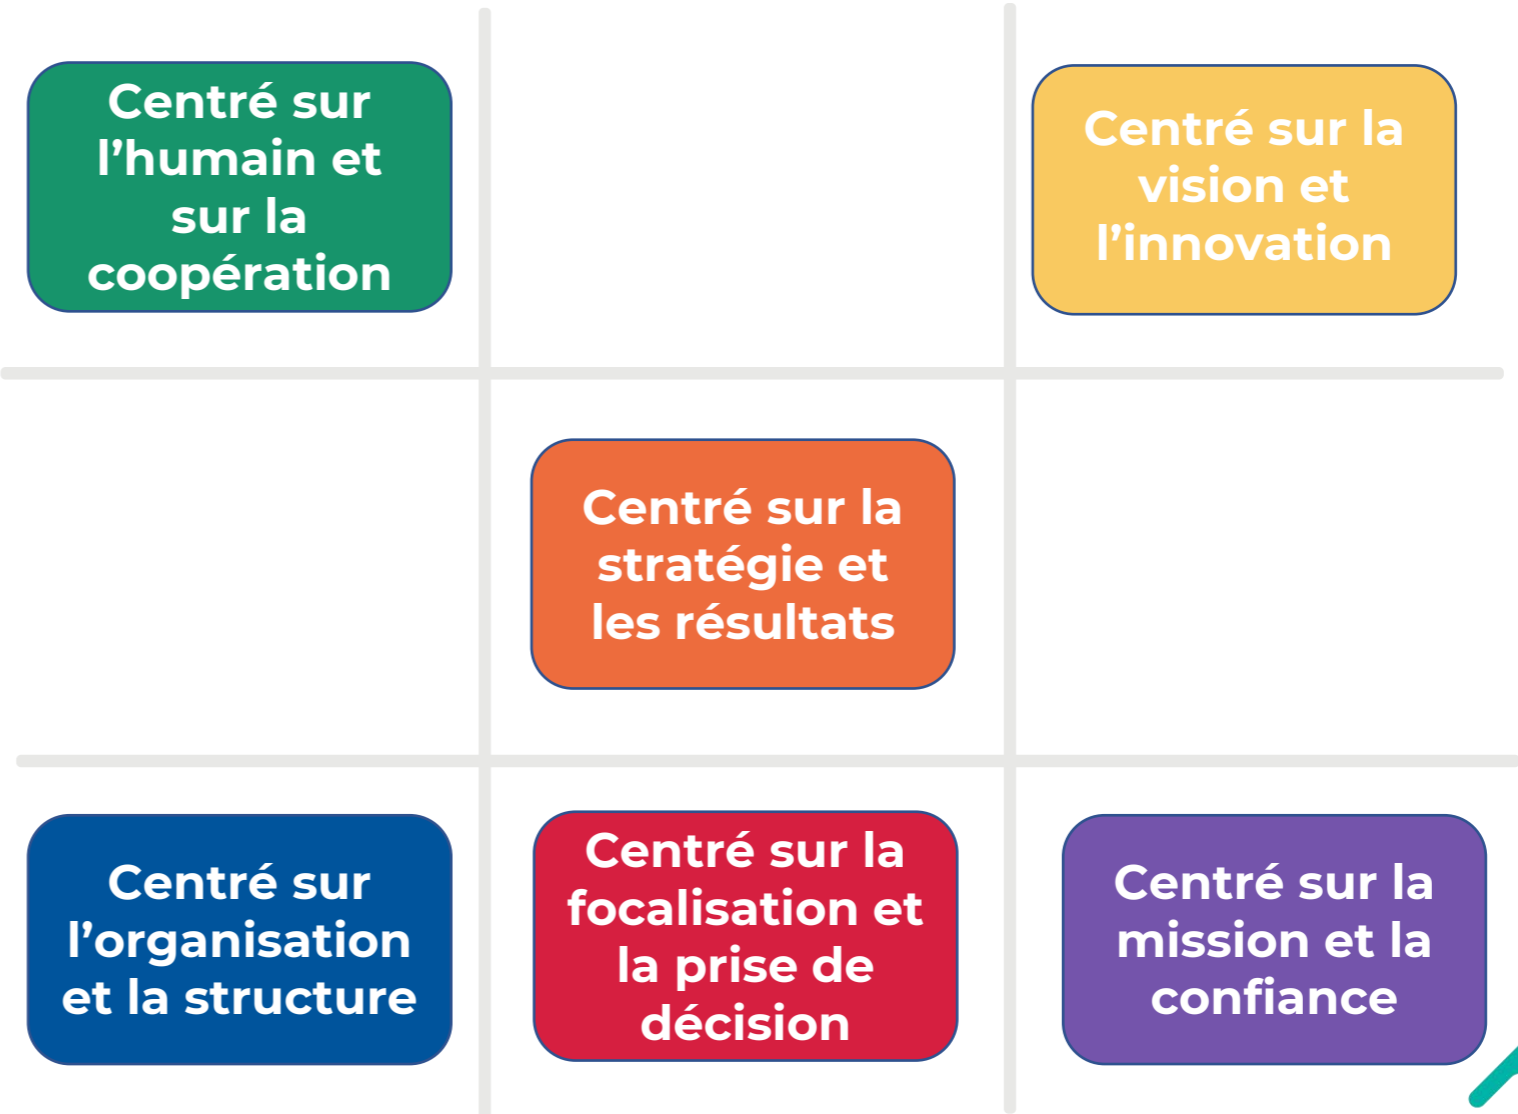 Centré sur
l’humain et
sur la
coopération
Centré sur la
vision et
l’innovation
Centré sur la
stratégie et
les résultats
Centré sur
l’organisation
et la structure
Centré sur la
focalisation et
la prise de
décision
Centré sur la
mission et la
confiance